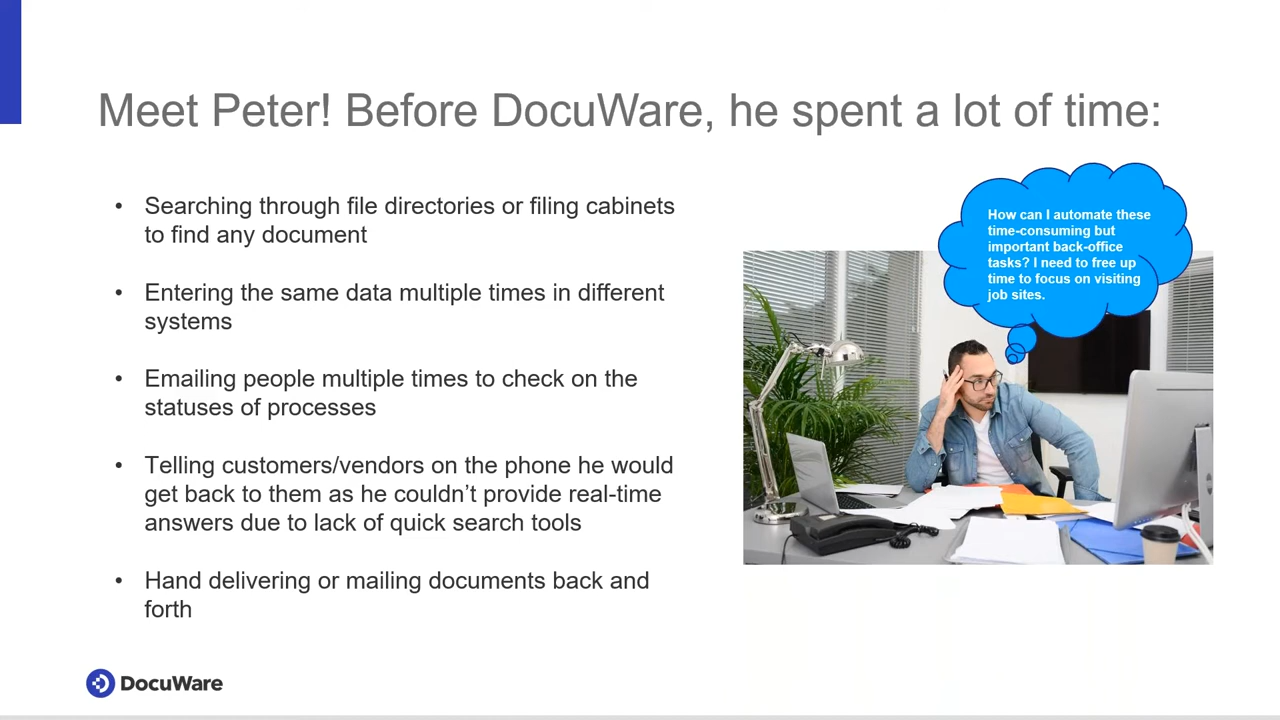 Meet Peter! Before DocuWare, he spent a lot of time:
• Searching through file directories or filing cabinets
to find any document
• Entering the same data multiple times in different
systems
• Emailing people multiple times to check on the
statuses of processes
• Telling customers/vendors on the phone he would
get back to them as he couldn’t provide real-time
answers due to lack of quick search tools
• Hand delivering or mailing documents back and
forth
How can I automate these
time-consuming but
important back-office
tasks? I need to free up
time to focus on visiting
job sites.
DocuWare